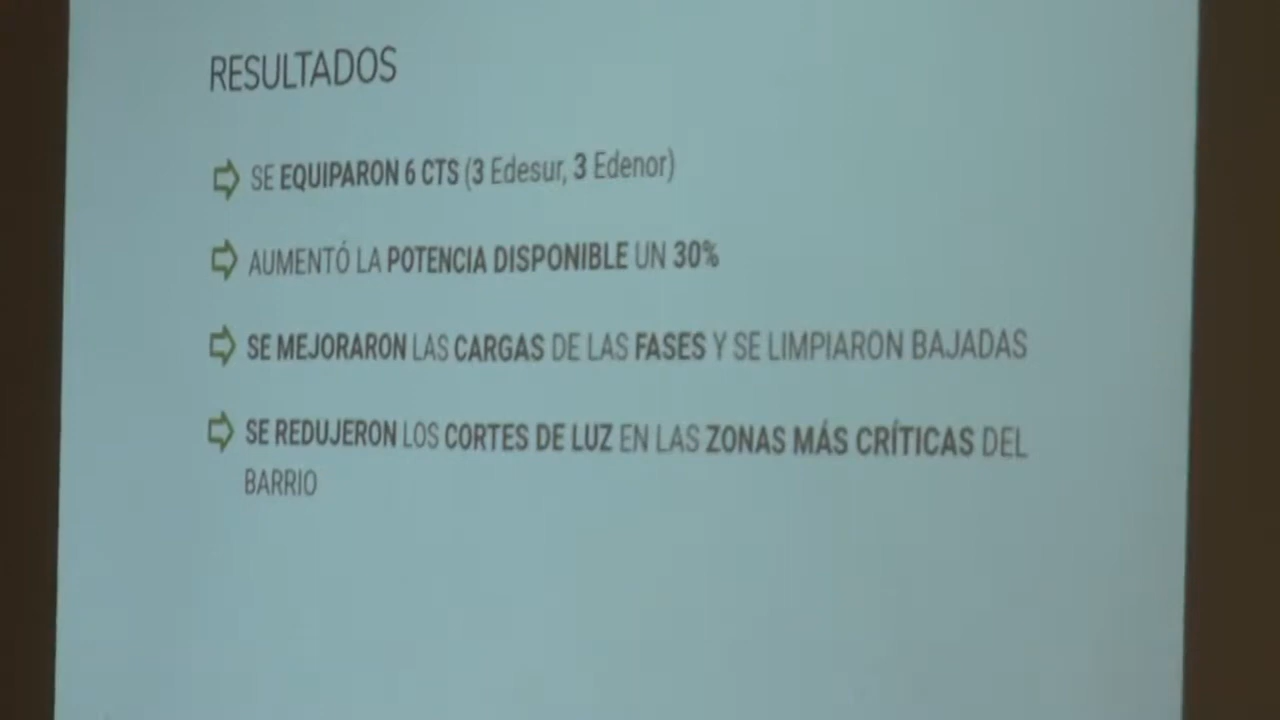 RESULTADOS
SE EQUIPARON 6 CTS (3 Edesur, 3 Edenor)
AUMENTÓ LA POTENCIA DISPONIBLE UN 30%
SE MEJORARON LAS CARGAS DE LAS FASES Y SE LIMPIARON BAJADAS
SE REDUJERON LOS CORTES DE LUZ EN LAS ZONAS MÁS CRÍTICAS DEL
BARRIO